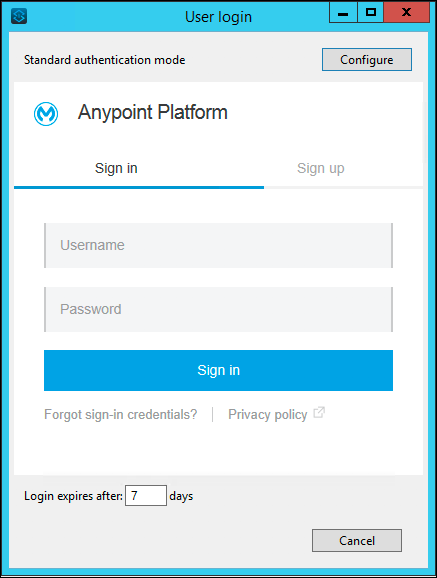 User login
Standard authentication mode
Configure
Anypoint Platform
Sign in
Sign up
Username
Password
Sign in
Forgot sign-in credentials? | Privacy policy
Login expires after: 7 days
Cancel